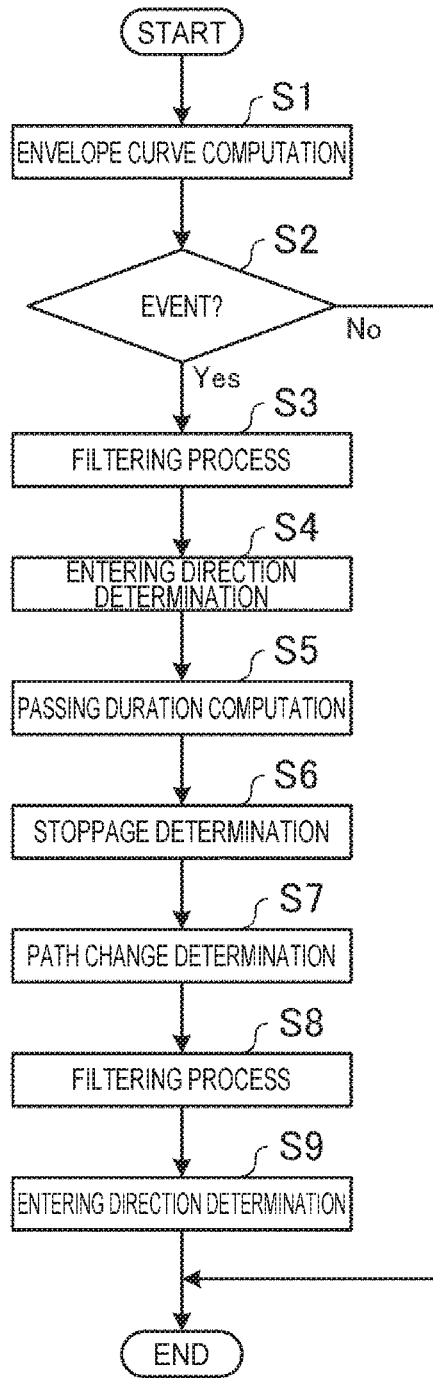 START
S1
ENVELOPE CURVE COMPUTATION
S2
EVENT?
No
Yes
S3
FILTERING PROCESS
S4
ENTERING DIRECTION
DETERMINATION
S5
PASSING DURATION COMPUTATION
S6
STOPPAGE DETERMINATION
S7
PATH CHANGE DETERMINATION
S8
FILTERING PROCESS
S9
ENTERING DIRECTION DETERMINATION
END